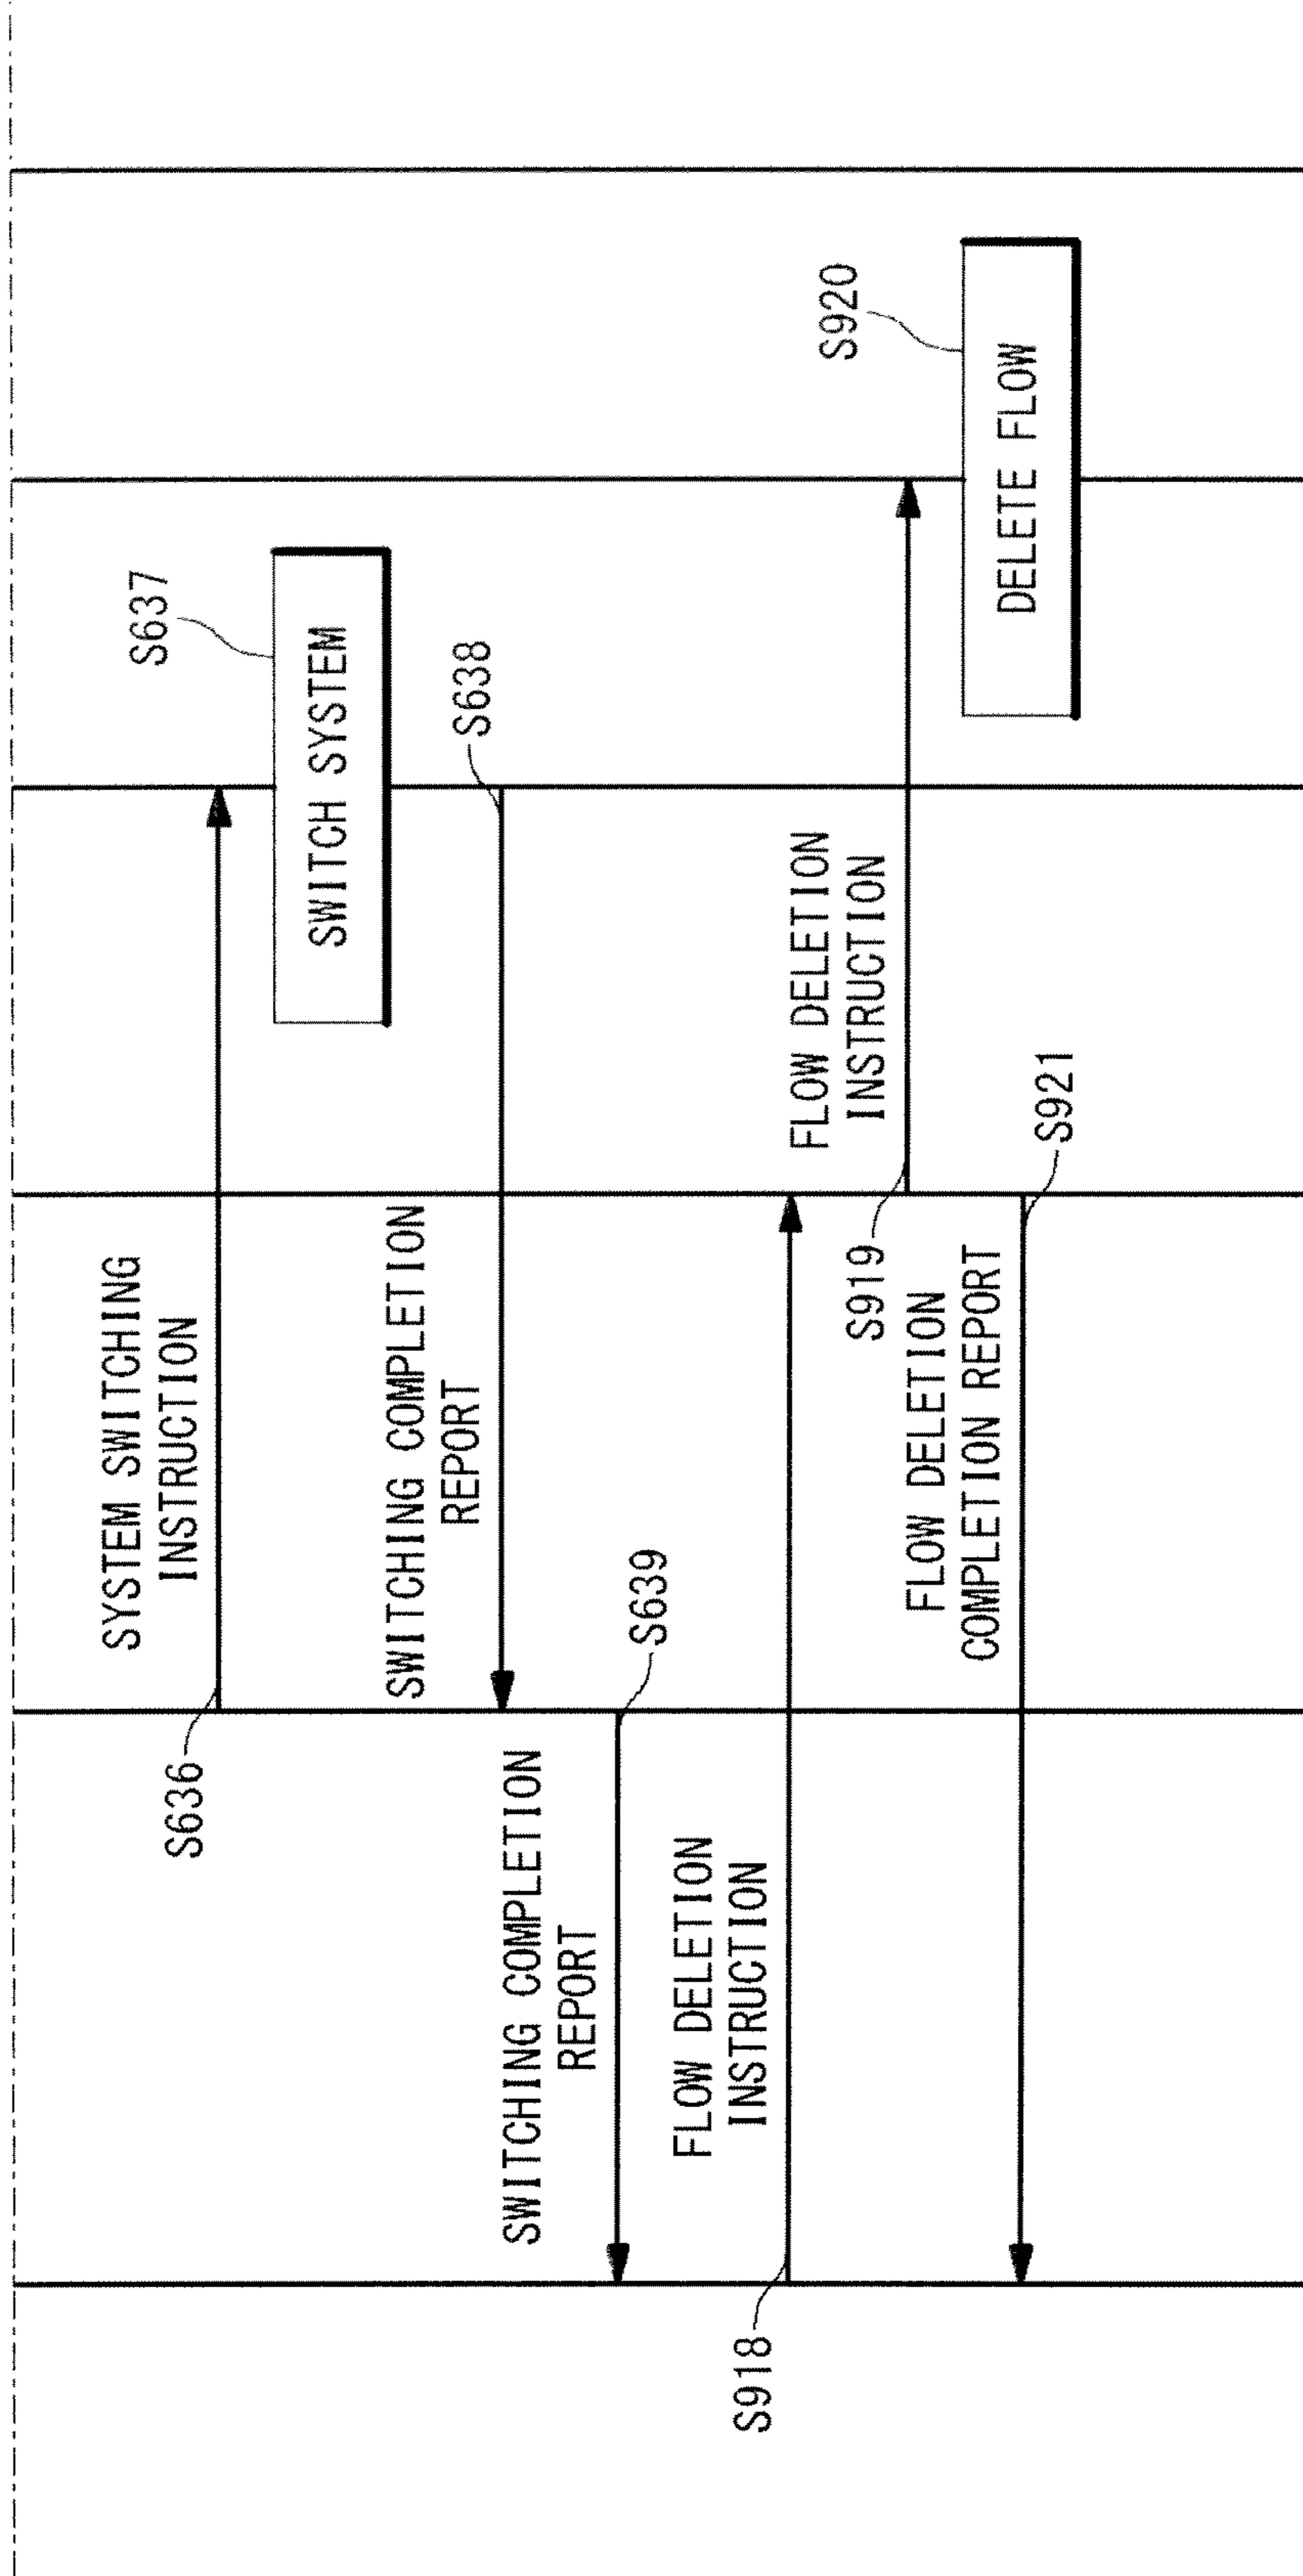 S636
SYSTEM SWITCHING
INSTRUCTION
S637
SWITCH SYSTEM
SWITCHING COMPLETION
REPORT
S638
SWITCHING COMPLETION
REPORT
S639
S918
FLOW DELETION
INSTRUCTION
FLOW DELETION
INSTRUCTION
S919
S920
DELETE FLOW
FLOW DELETION
COMPLETION REPORT
S921